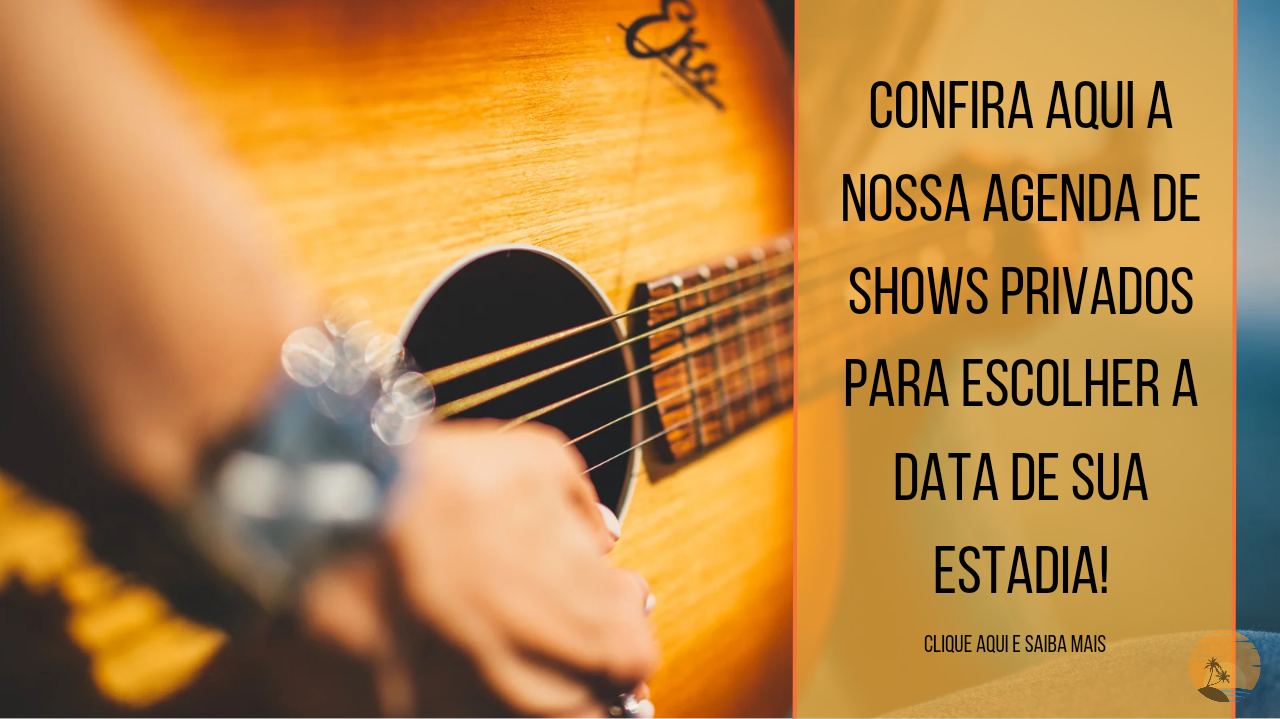 CONFIRA AQUI A
NOSSA AGENDA DE
SHOWS PRIVADOS
PARA ESCOLHER A
DATA DE SUA
ESTADIA!
CLIQUE AQUI E SAIBA MAIS